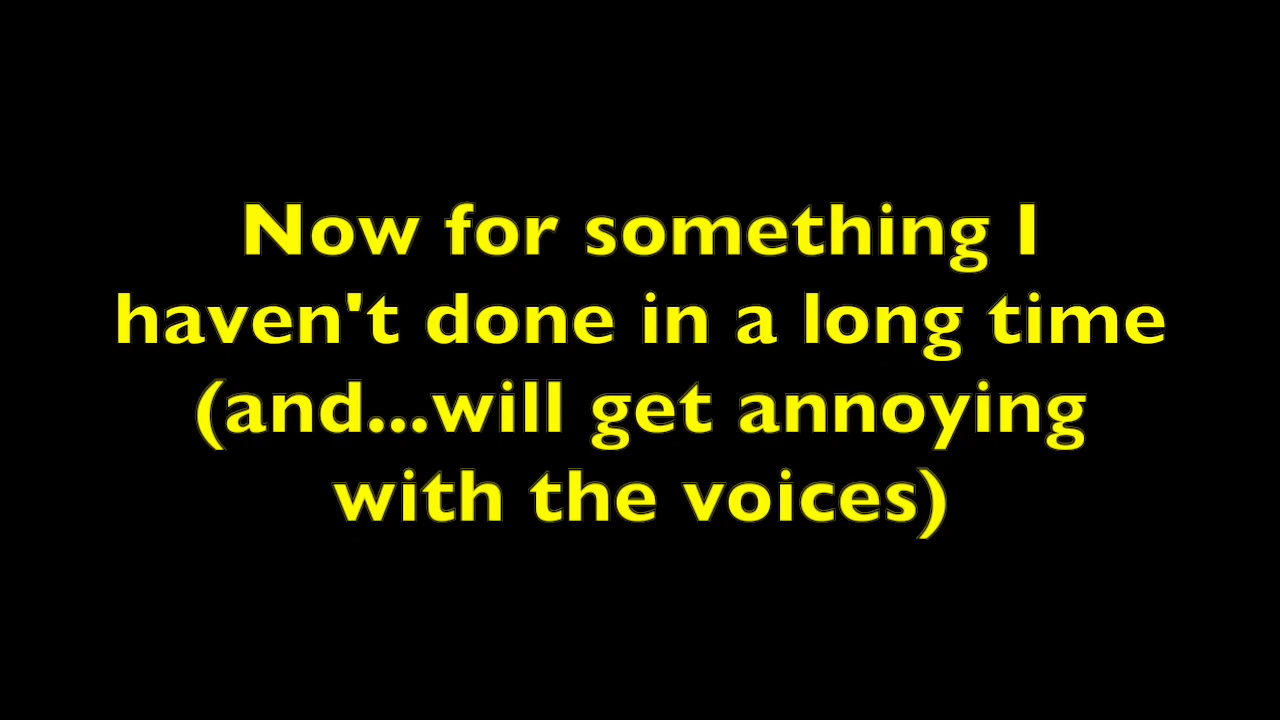 Now for something I
haven't done in a long time
(and...will get annoying
with the voices)